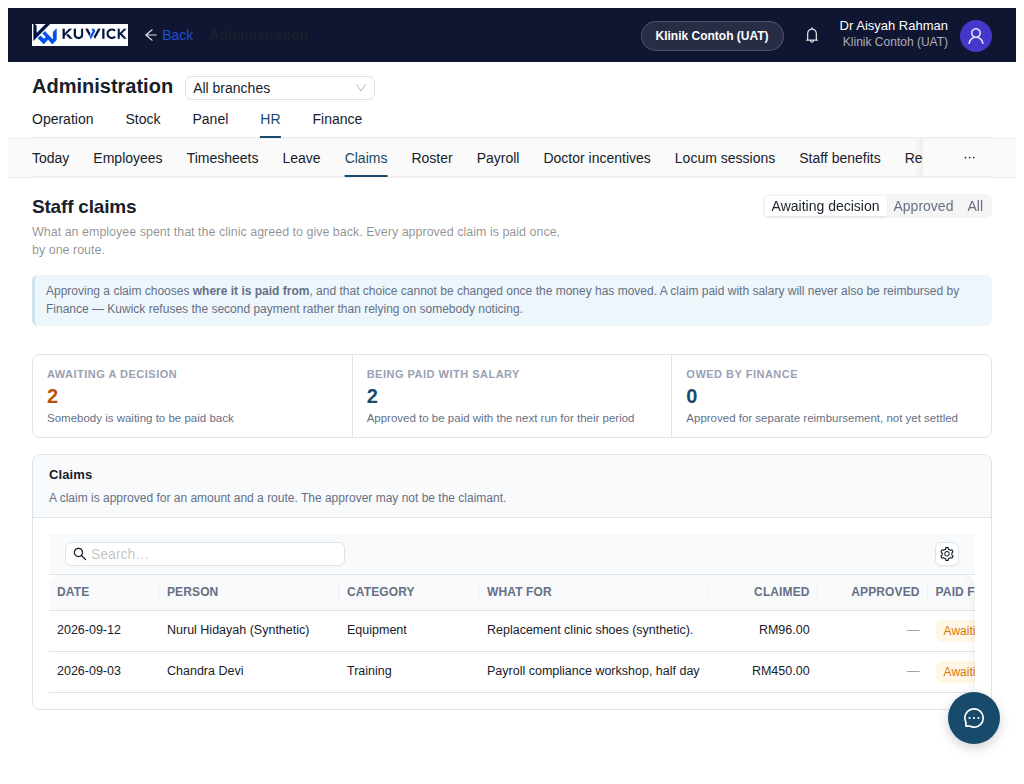 KUWICK
Back Administration
Klinik Contoh (UAT)
Dr Aisyah Rahman
Klinik Contoh (UAT)
Administration
All branches
Operation Stock Panel HR Finance
Today Employees Timesheets Leave Claims Roster Payroll Doctor incentives Locum sessions Staff benefits Re ···
Staff claims
Awaiting decision Approved All
What an employee spent that the clinic agreed to give back. Every approved claim is paid once,
by one route.
Approving a claim chooses where it is paid from, and that choice cannot be changed once the money has moved. A claim paid with salary will never also be reimbursed by
Finance — Kuwick refuses the second payment rather than relying on somebody noticing.
AWAITING A DECISION
2
Somebody is waiting to be paid back
BEING PAID WITH SALARY
2
Approved to be paid with the next run for their period
OWED BY FINANCE
0
Approved for separate reimbursement, not yet settled
Claims
A claim is approved for an amount and a route. The approver may not be the claimant.
Search…
DATE PERSON CATEGORY WHAT FOR CLAIMED APPROVED PAID F
2026-09-12 Nurul Hidayah (Synthetic) Equipment Replacement clinic shoes (synthetic). RM96.00 — Awaiti
2026-09-03 Chandra Devi Training Payroll compliance workshop, half day RM450.00 — Awaiti